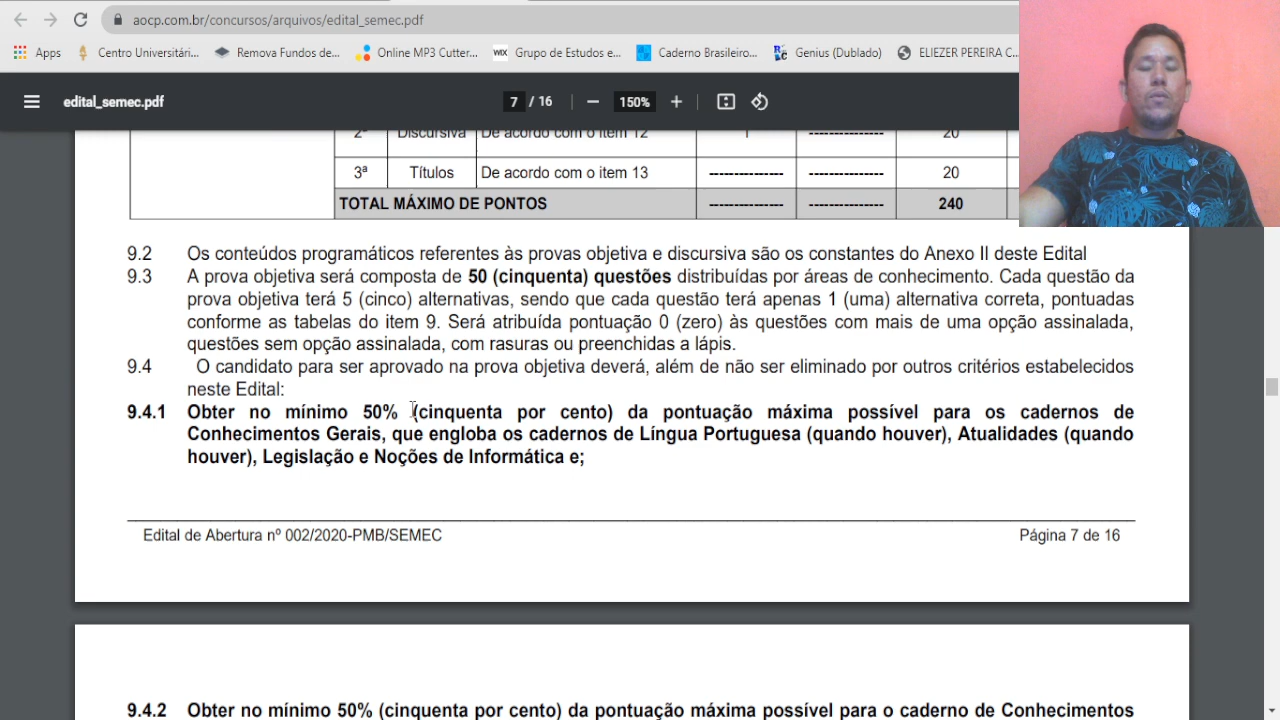 aocp.com.br/concursos/arquivos/edital_semec.pdf
Apps Centro Universitári... Remova Fundos de... Online MP3 Cutter... WIX Grupo de Estudos e... Caderno Brasileiro... Genius (Dublado) ELIEZER PEREIRA C...
edital_semec.pdf 7 / 16 150%
2ª Discursiva De acordo com o item 12 1 --------------- 20
3ª Títulos De acordo com o item 13 --------------- --------------- 20
TOTAL MÁXIMO DE PONTOS --------------- --------------- 240
9.2 Os conteúdos programáticos referentes às provas objetiva e discursiva são os constantes do Anexo II deste Edital
9.3 A prova objetiva será composta de 50 (cinquenta) questões distribuídas por áreas de conhecimento. Cada questão da
prova objetiva terá 5 (cinco) alternativas, sendo que cada questão terá apenas 1 (uma) alternativa correta, pontuadas
conforme as tabelas do item 9. Será atribuída pontuação 0 (zero) às questões com mais de uma opção assinalada,
questões sem opção assinalada, com rasuras ou preenchidas a lápis.
9.4 O candidato para ser aprovado na prova objetiva deverá, além de não ser eliminado por outros critérios estabelecidos
neste Edital:
9.4.1 Obter no mínimo 50% (cinquenta por cento) da pontuação máxima possível para os cadernos de
Conhecimentos Gerais, que engloba os cadernos de Língua Portuguesa (quando houver), Atualidades (quando
houver), Legislação e Noções de Informática e;
Edital de Abertura nº 002/2020-PMB/SEMEC Página 7 de 16
9.4.2 Obter no mínimo 50% (cinquenta por cento) da pontuação máxima possível para o caderno de Conhecimentos